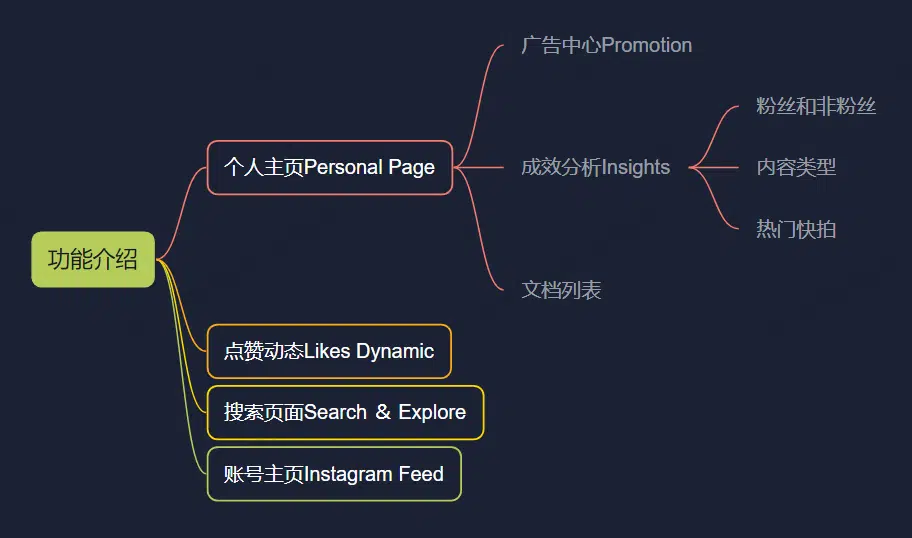 功能介绍
个人主页Personal Page
广告中心Promotion
成效分析Insights
粉丝和非粉丝
内容类型
热门快拍
文档列表
点赞动态Likes Dynamic
搜索页面Search & Explore
账号主页Instagram Feed